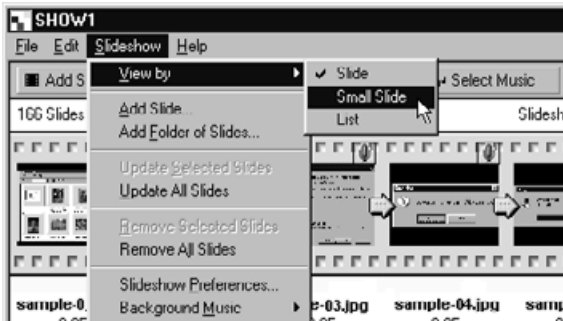 SHOW1
File Edit Slideshow Help
Add S
View by
Slide
Select Music
Small Slide
List
166 Slides
Slidesh
Add Slide...
Add Folder of Slides...
Update Selected Slides
Update All Slides
Remove Selected Slides
Remove All Slides
Slideshow Preferences...
Background Music
sample-0
e-03.jpg
sample-04.jpg
samp